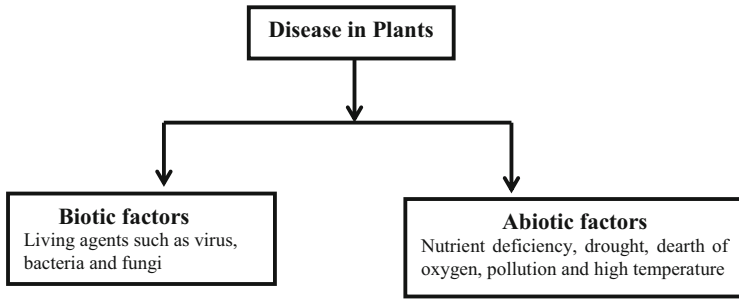 Disease in Plants
Biotic factors
Living agents such as virus,
bacteria and fungi
Abiotic factors
Nutrient deficiency, drought, dearth of
oxygen, pollution and high temperature